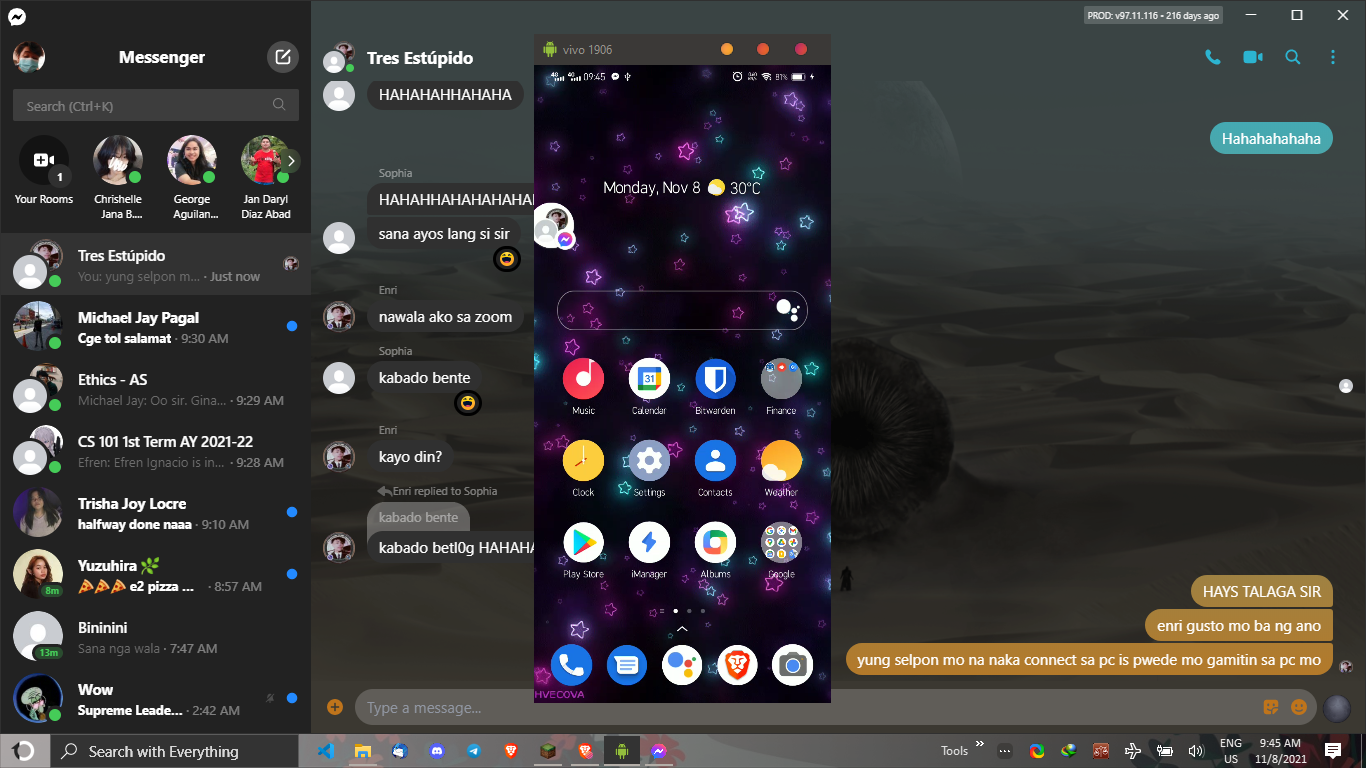 PROD: v97.11.116 • 216 days ago
Messenger
Search (Ctrl+K)
1
Your Rooms
Chrishelle
Jana B....
George
Aguilan...
Jan Daryl
Diaz Abad
Tres Estúpido
You: yung selpon m... · Just now
Michael Jay Pagal
Cge tol salamat · 9:30 AM
Ethics - AS
Michael Jay: Oo sir. Gina... · 9:29 AM
CS 101 1st Term AY 2021-22
Efren: Efren Ignacio is in... · 9:28 AM
Trisha Joy Locre
halfway done naaa · 9:10 AM
Yuzuhira 🌿
🍕🍕🍕 e2 pizza ... · 8:57 AM
8m
Bininini
Sana nga wala · 7:47 AM
13m
Wow
Supreme Leade... · 2:42 AM
Tres Estúpido
HAHAHAHHAHAHA
Hahahahahaha
Sophia
HAHAHHAHAHAHAHA
sana ayos lang si sir
Enri
nawala ako sa zoom
Sophia
kabado bente
Enri
kayo din?
Enri replied to Sophia
kabado bente
kabado betl0g HAHAHA
HAYS TALAGA SIR
enri gusto mo ba ng ano
yung selpon mo na naka connect sa pc is pwede mo gamitin sa pc mo
Type a message...
vivo 1906
4G 4G 09:45 81%
Monday, Nov 8 30°C
Music
31
Calendar
Bitwarden
Finance
Clock
Settings
Contacts
Weather
Play Store
iManager
Albums
Google
HVECOVA
Search with Everything
Tools
ENG
US
9:45 AM
11/8/2021